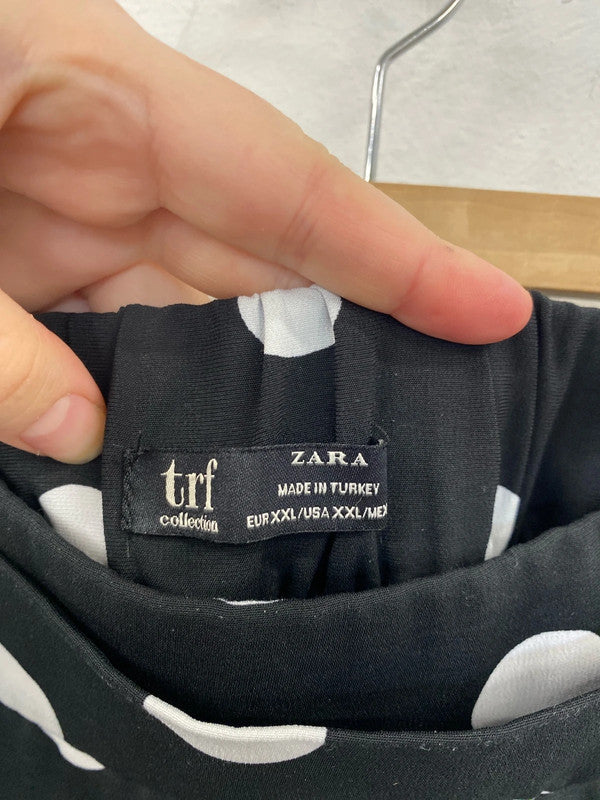 trf
collection
ZARA
MADE IN TURKEY
EUR XXL/USA XXL/MEX